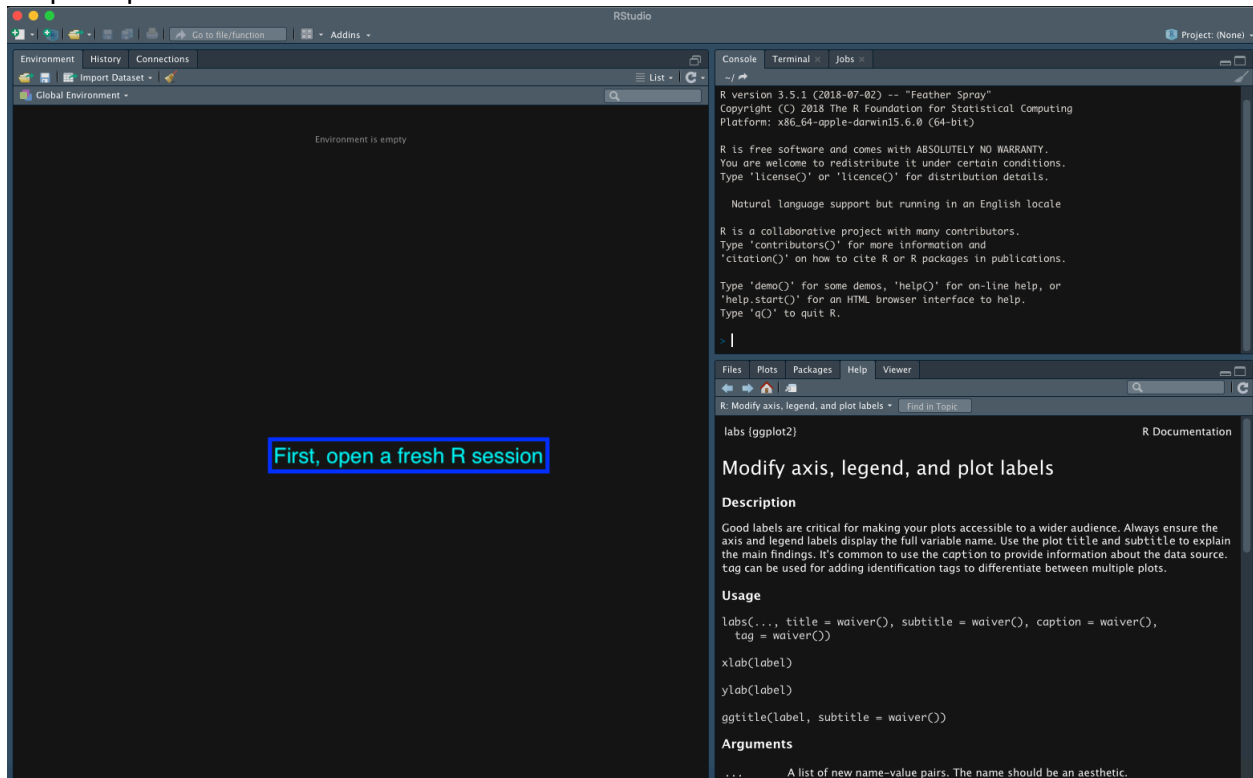 RStudio
Go to file/function
Addins
Project: (None)
Environment History Connections
Import Dataset
List
Global Environment
Environment is empty
First, open a fresh R session
Console Terminal Jobs
~/
R version 3.5.1 (2018-07-02) -- "Feather Spray"
Copyright (C) 2018 The R Foundation for Statistical Computing
Platform: x86_64-apple-darwin15.6.0 (64-bit)
R is free software and comes with ABSOLUTELY NO WARRANTY.
You are welcome to redistribute it under certain conditions.
Type 'license()' or 'licence()' for distribution details.
Natural language support but running in an English locale
R is a collaborative project with many contributors.
Type 'contributors()' for more information and
'citation()' on how to cite R or R packages in publications.
Type 'demo()' for some demos, 'help()' for on-line help, or
'help.start()' for an HTML browser interface to help.
Type 'q()' to quit R.
>
Files Plots Packages Help Viewer
R: Modify axis, legend, and plot labels Find in Topic
labs {ggplot2} R Documentation
Modify axis, legend, and plot labels
Description
Good labels are critical for making your plots accessible to a wider audience. Always ensure the
axis and legend labels display the full variable name. Use the plot title and subtitle to explain
the main findings. It's common to use the caption to provide information about the data source.
tag can be used for adding identification tags to differentiate between multiple plots.
Usage
labs(..., title = waiver(), subtitle = waiver(), caption = waiver(),
tag = waiver())
xlab(label)
ylab(label)
ggtitle(label, subtitle = waiver())
Arguments
... A list of new name-value pairs. The name should be an aesthetic.